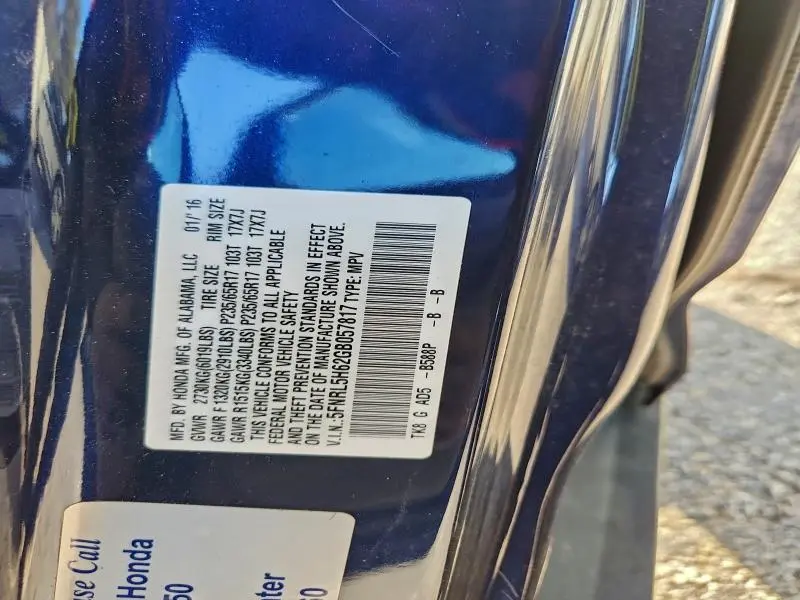 MFD. BY HONDA MFG. OF ALABAMA, LLC 01/16
GVWR 2730KG(6019LBS) TIRE SIZE RIM SIZE
GAWR F 1320KG(2910LBS) P235/65R17 103T 17X7J
GAWR R1515KG(3340LBS) P235/65R17 103T 17X7J
THIS VEHICLE CONFORMS TO ALL APPLICABLE
FEDERAL MOTOR VEHICLE SAFETY
AND THEFT PREVENTION STANDARDS IN EFFECT
ON THE DATE OF MANUFACTURE SHOWN ABOVE.
V.I.N.:5FNRL5H62GB057817 TYPE: MPV
TK8 G AD5 -B588P -B -B
se Call
Honda
50
ter
60